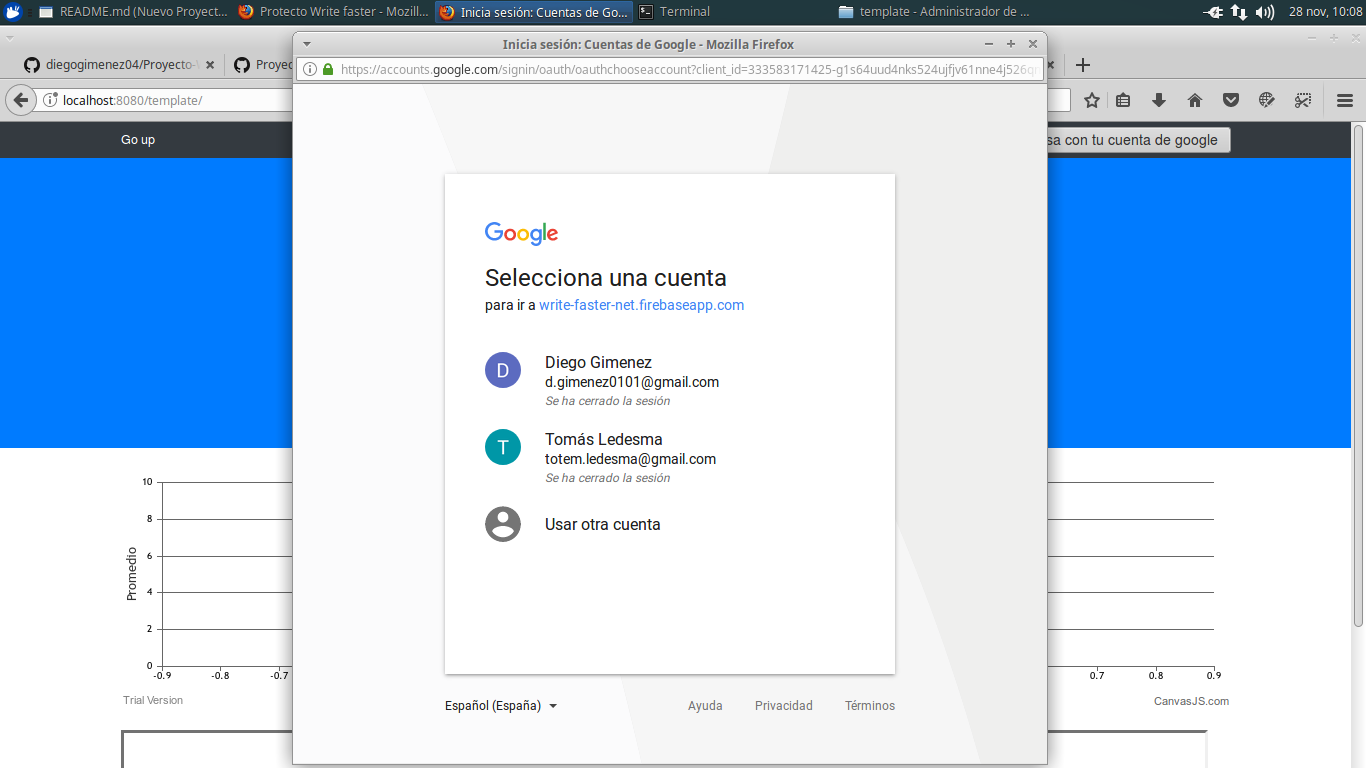 README.md (Nuevo Proyect...
Protecto Write faster - Mozill...
Inicia sesión: Cuentas de Go...
Terminal
template - Administrador de ...
28 nov, 10:08
Inicia sesión: Cuentas de Google - Mozilla Firefox
diegogimenez04/Proyecto-
Proyec
https://accounts.google.com/signin/oauth/oauthchooseaccount?client_id=333583171425-g1s64uud4nks524ujfjv61nne4j526q
localhost:8080/template/
Go up
sa con tu cuenta de google
Google
Selecciona una cuenta
para ir a write-faster-net.firebaseapp.com
D
Diego Gimenez
d.gimenez0101@gmail.com
Se ha cerrado la sesión
T
Tomás Ledesma
totem.ledesma@gmail.com
Se ha cerrado la sesión
Usar otra cuenta
Español (España)
Ayuda
Privacidad
Términos
Promedio
10
8
6
4
2
0
-0.9
-0.8
-0.7
0.7
0.8
0.9
Trial Version
CanvasJS.com